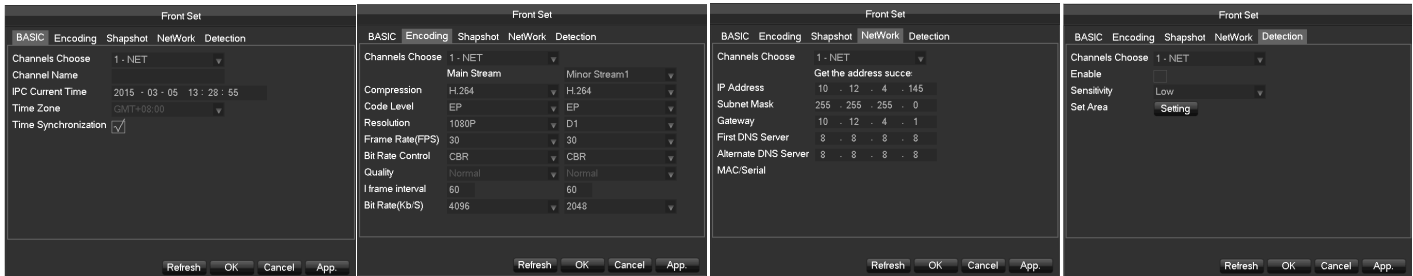 Front Set
BASIC Encoding Shapshot NetWork Detection
Channels Choose 1 - NET
Channel Name
IPC Current Time 2015 - 03 - 05 13 : 28 : 55
Time Zone GMT+08:00
Time Synchronization
Refresh OK Cancel App.
Front Set
BASIC Encoding Shapshot NetWork Detection
Channels Choose 1 - NET
Main Stream Minor Stream1
Compression H.264 H.264
Code Level EP EP
Resolution 1080P D1
Frame Rate(FPS) 30 30
Bit Rate Control CBR CBR
Quality Normal Normal
I frame interval 60 60
Bit Rate(Kb/S) 4096 2048
Refresh OK Cancel App.
Front Set
BASIC Encoding Shapshot NetWork Detection
Channels Choose 1 - NET
Get the address succe:
IP Address 10 . 12 . 4 . 145
Subnet Mask 255 . 255 . 255 . 0
Gateway 10 . 12 . 4 . 1
First DNS Server 8 . 8 . 8 . 8
Alternate DNS Server 8 . 8 . 8 . 8
MAC/Serial
Refresh OK Cancel App.
Front Set
BASIC Encoding Shapshot NetWork Detection
Channels Choose 1 - NET
Enable
Sensitivity Low
Set Area Setting
Refresh OK Cancel App.